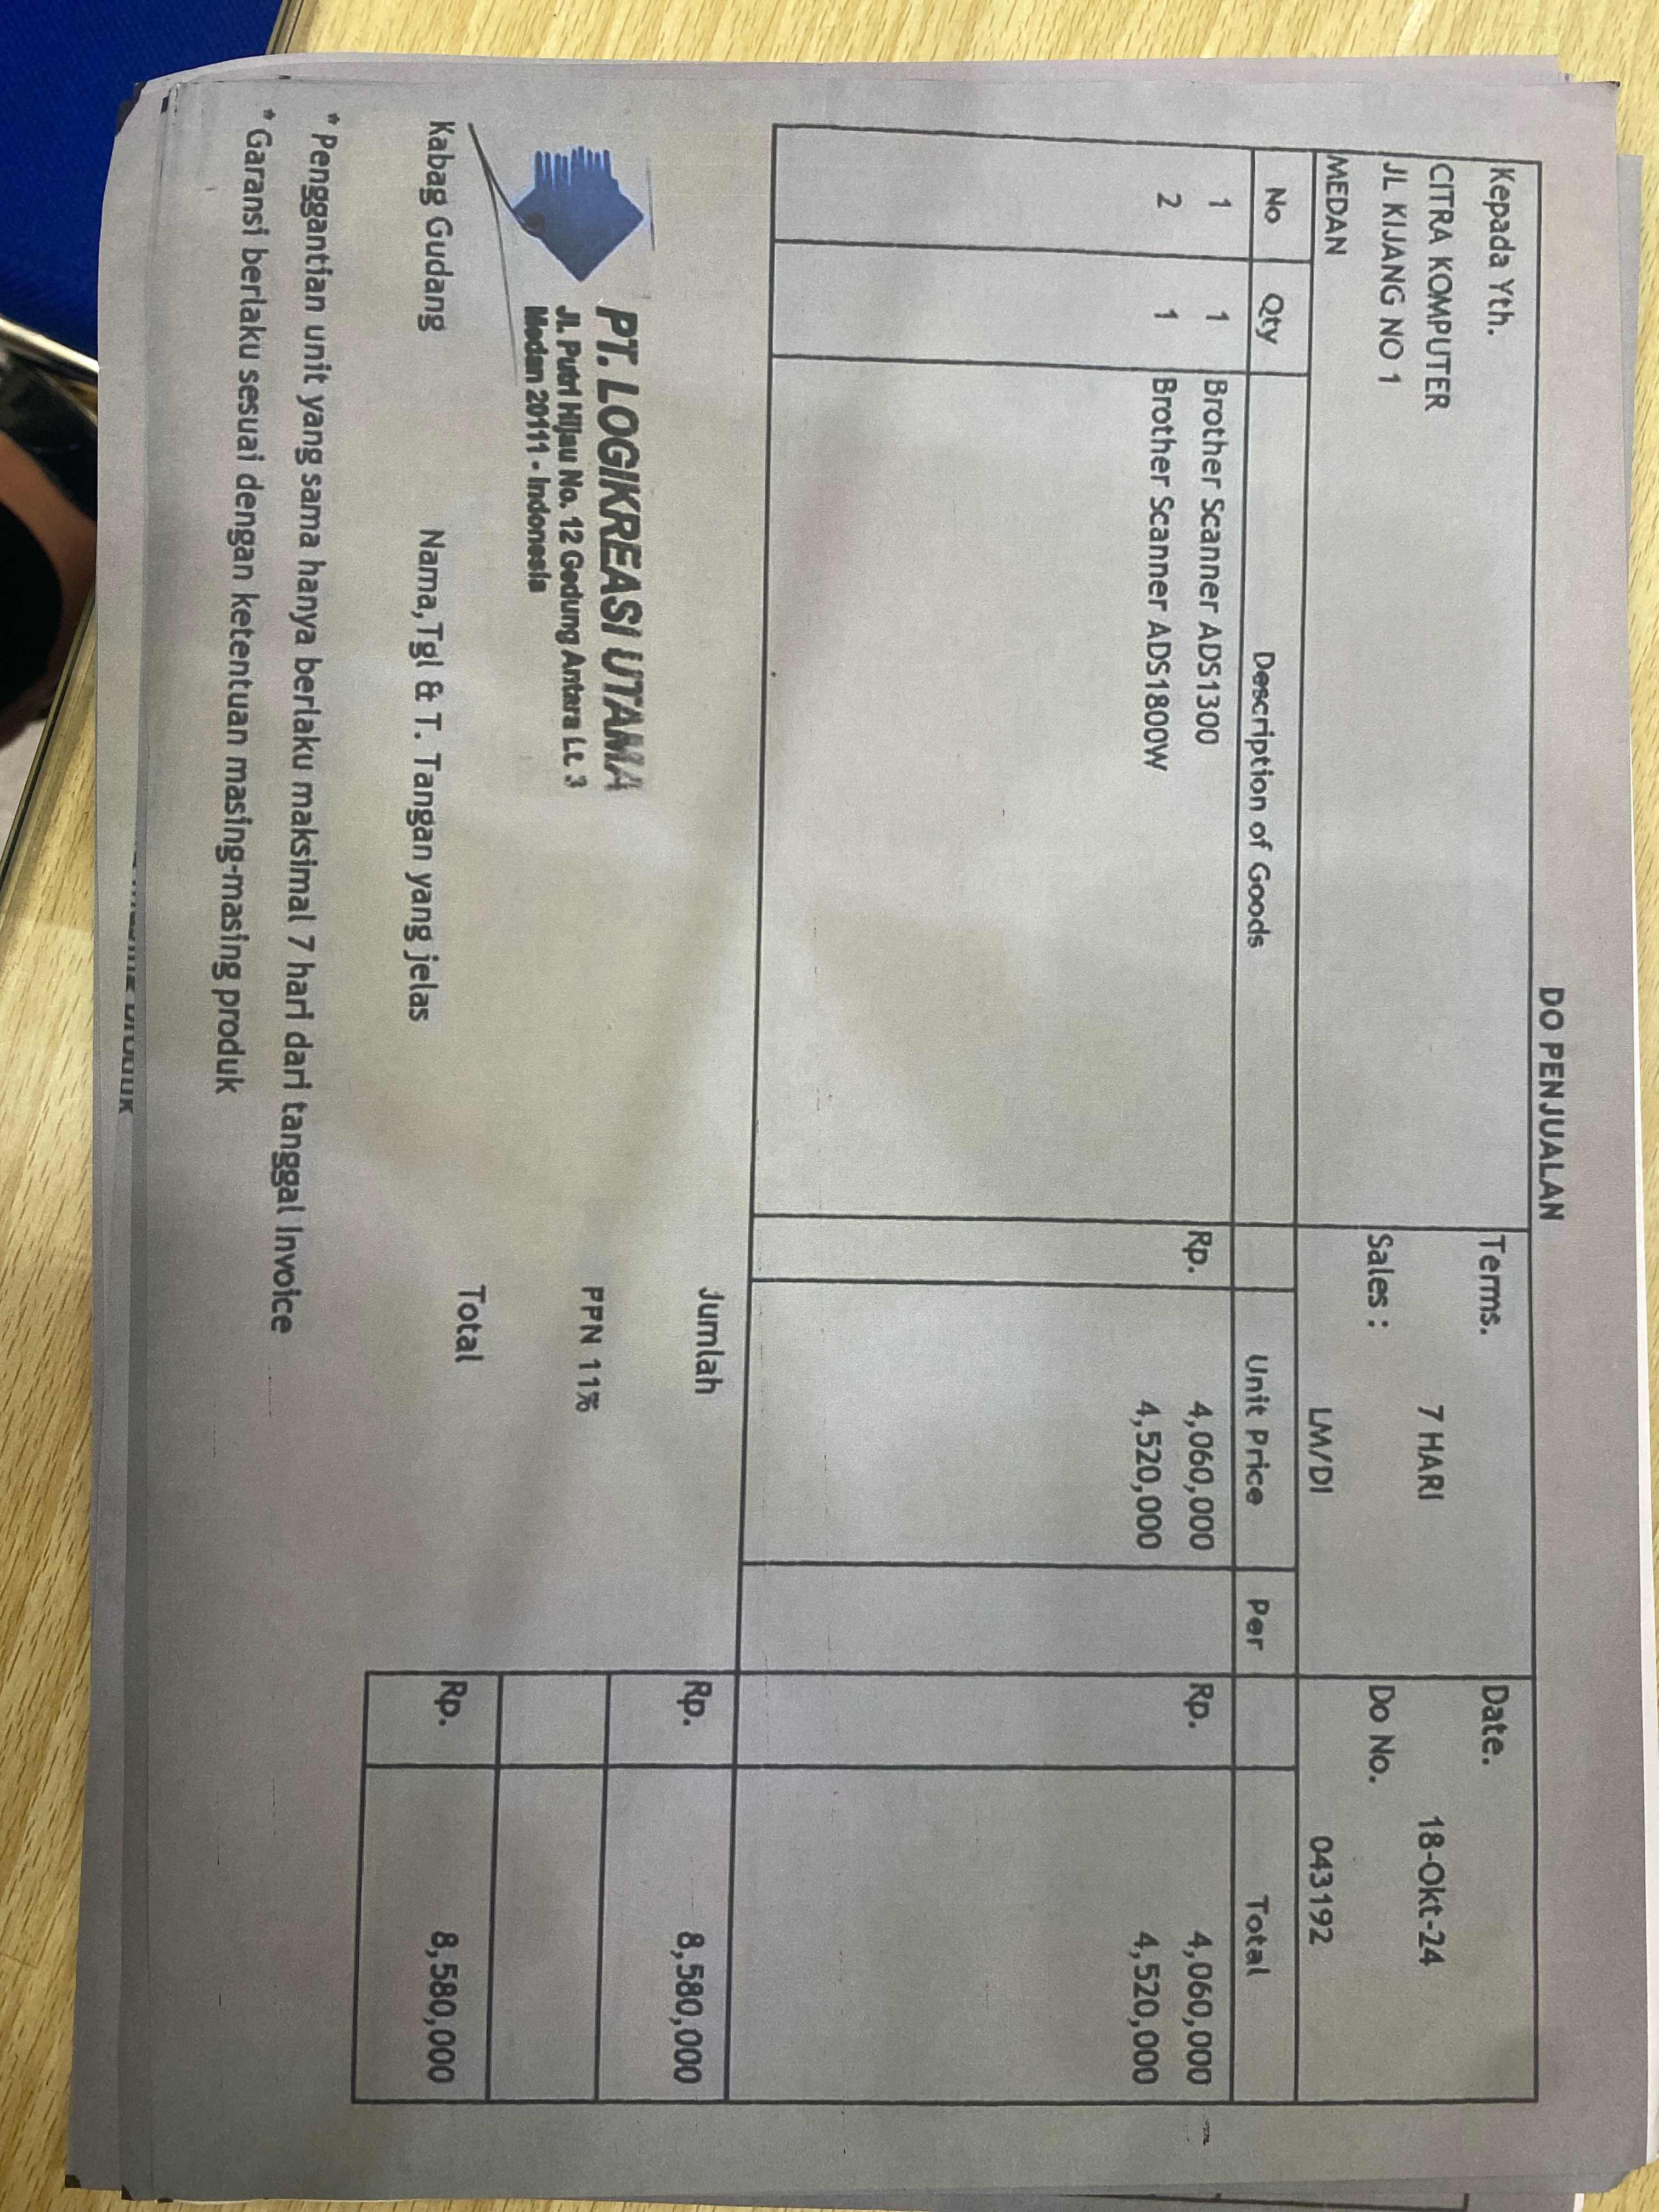 DO PENJUALAN
Kepada Yth. Terms. Date.
CITRA KOMPUTER 7 HARI 18-Okt-24
JL KIJANG NO 1 Sales : Do No.
MEDAN LM/DI 043192
No Qty Description of Goods Unit Price Per Total
1 1 Brother Scanner ADS1300 Rp. 4,060,000 Rp. 4,060,000
2 1 Brother Scanner ADS1800W 4,520,000 4,520,000
Jumlah Rp. 8,580,000
PT. LOGIKREASI UTAMA
Jl. Putri Hijau No. 12 Gedung Antara Lt. 3
Medan 20111 - Indonesia
PPN 11%
Total Rp. 8,580,000
Kabag Gudang Nama,Tgl & T. Tangan yang jelas
* Penggantian unit yang sama hanya berlaku maksimal 7 hari dari tanggal Invoice
* Garansi berlaku sesuai dengan ketentuan masing-masing produk